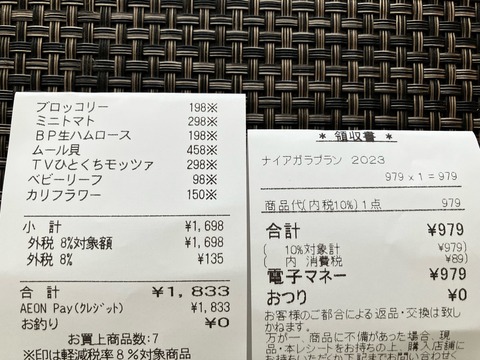 ブロッコリー 198※
ミニトマト 298※
BP生ハムロース 198※
ムール貝 458※
TVひとくちモッツァ 298※
ベビーリーフ 98※
カリフラワー 150※
小 計 ¥1,698
外税 8%対象額 ¥1,698
外税 8% ¥135
合 計 ¥1,833
AEON Pay(クレジット) ¥1,833
お釣り ¥0
お買上商品数:7
※印は軽減税率8%対象商品
* 領収書 *
ナイアガラブラン 2023
979 x 1 = 979
商品代(内税10%) 1点 979
合計 ¥979
( 10%対象計 ¥979)
( 内 消費税 ¥89)
電子マネー ¥979
おつり ¥0
お客様のご都合による返品・交換は致し
かねます。
万が一、商品に不備があった場合、現
品・本レシートをお持ちの上、購入店舗